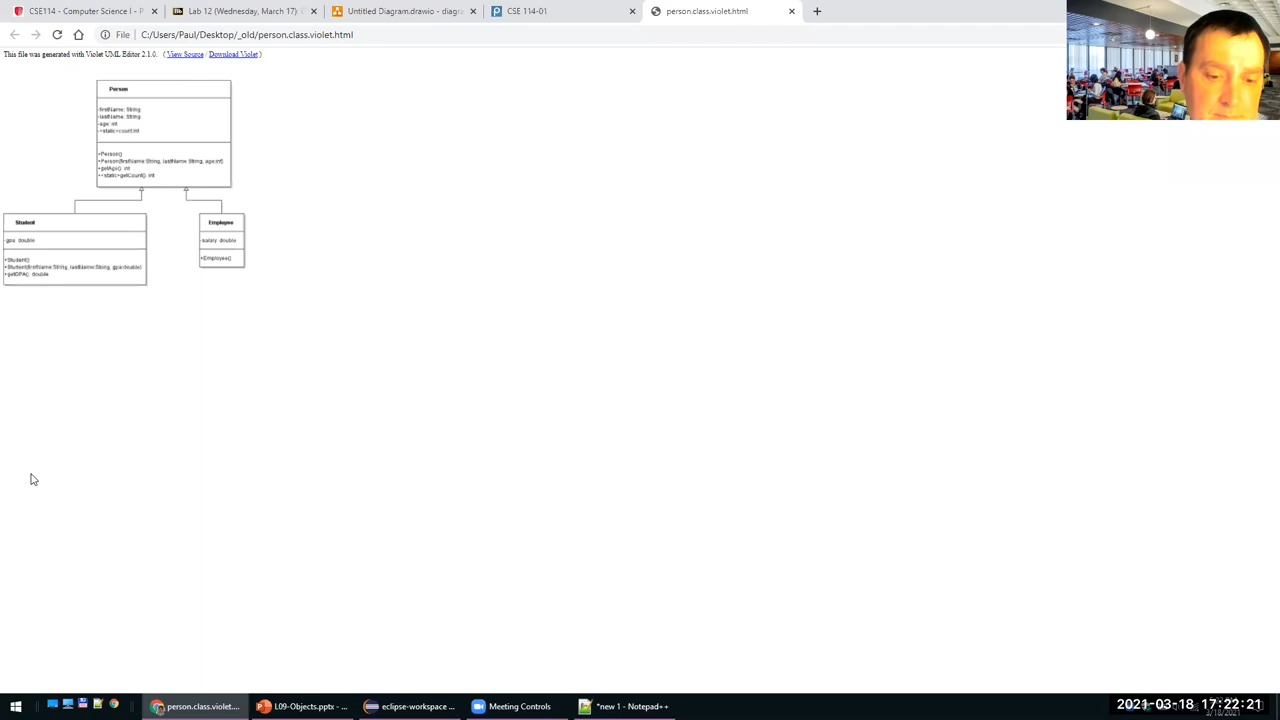 CSE114 - Computer Science I
Lab 12 (Wednesday, March 17):
Untitled Diagram.drawio - diagra
CSE 114-01
person.class.violet.html
File
C:/Users/Paul/Desktop/_old/person.class.violet.html
This file was generated with Violet UML Editor 2.1.0. ( View Source / Download Violet )
Person
-firstName: String
-lastName: String
-age: int
-<static>count:int
+Person()
+Person(firstName:String, lastName:String, age:int)
+getAge(): int
+<static>getCount(): int
Student
-gpa: double
+Student()
+Student(firstName:String, lastName:String, gpa:double)
+getGPA(): double
Employee
-salary: double
+Employee()
person.class.violet....
L09-Objects.pptx - ...
eclipse-workspace ...
Meeting Controls
*new 1 - Notepad++
2021-03-18 17:22:21
3/18/2021